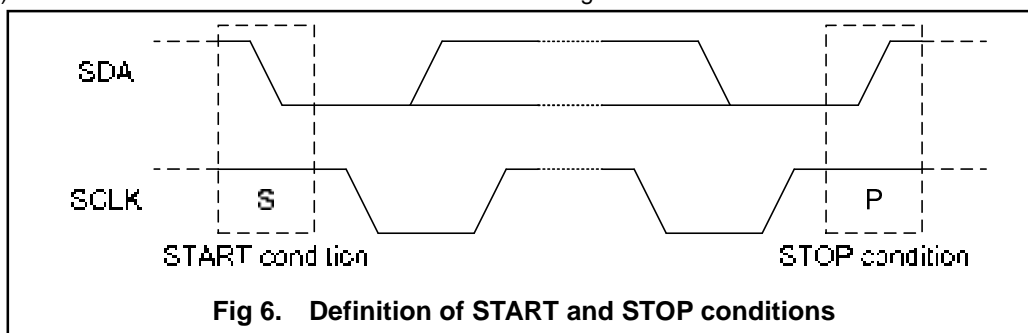 SDA
SCLK
S
P
START condition
STOP condition
Fig 6. Definition of START and STOP conditions